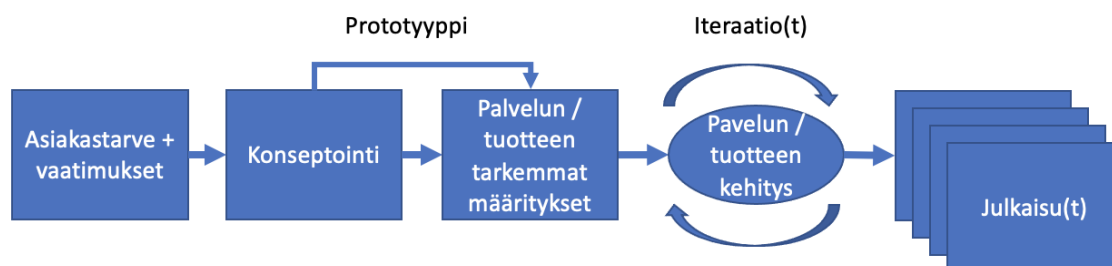 Prototyyppi
Iteraatio(t)
Asiakastarve +
vaatimukset
Konseptointi
Palvelun /
tuotteen
tarkemmat
määritykset
Pavelun /
tuotteen
kehitys
Julkaisu(t)